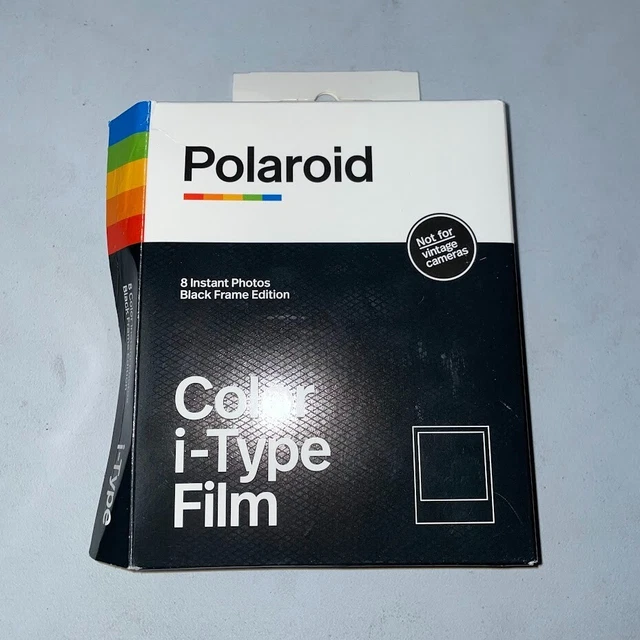 Polaroid
Not for
vintage
cameras
8 Instant Photos
Black Frame Edition
Color
i-Type
Film
i-Type